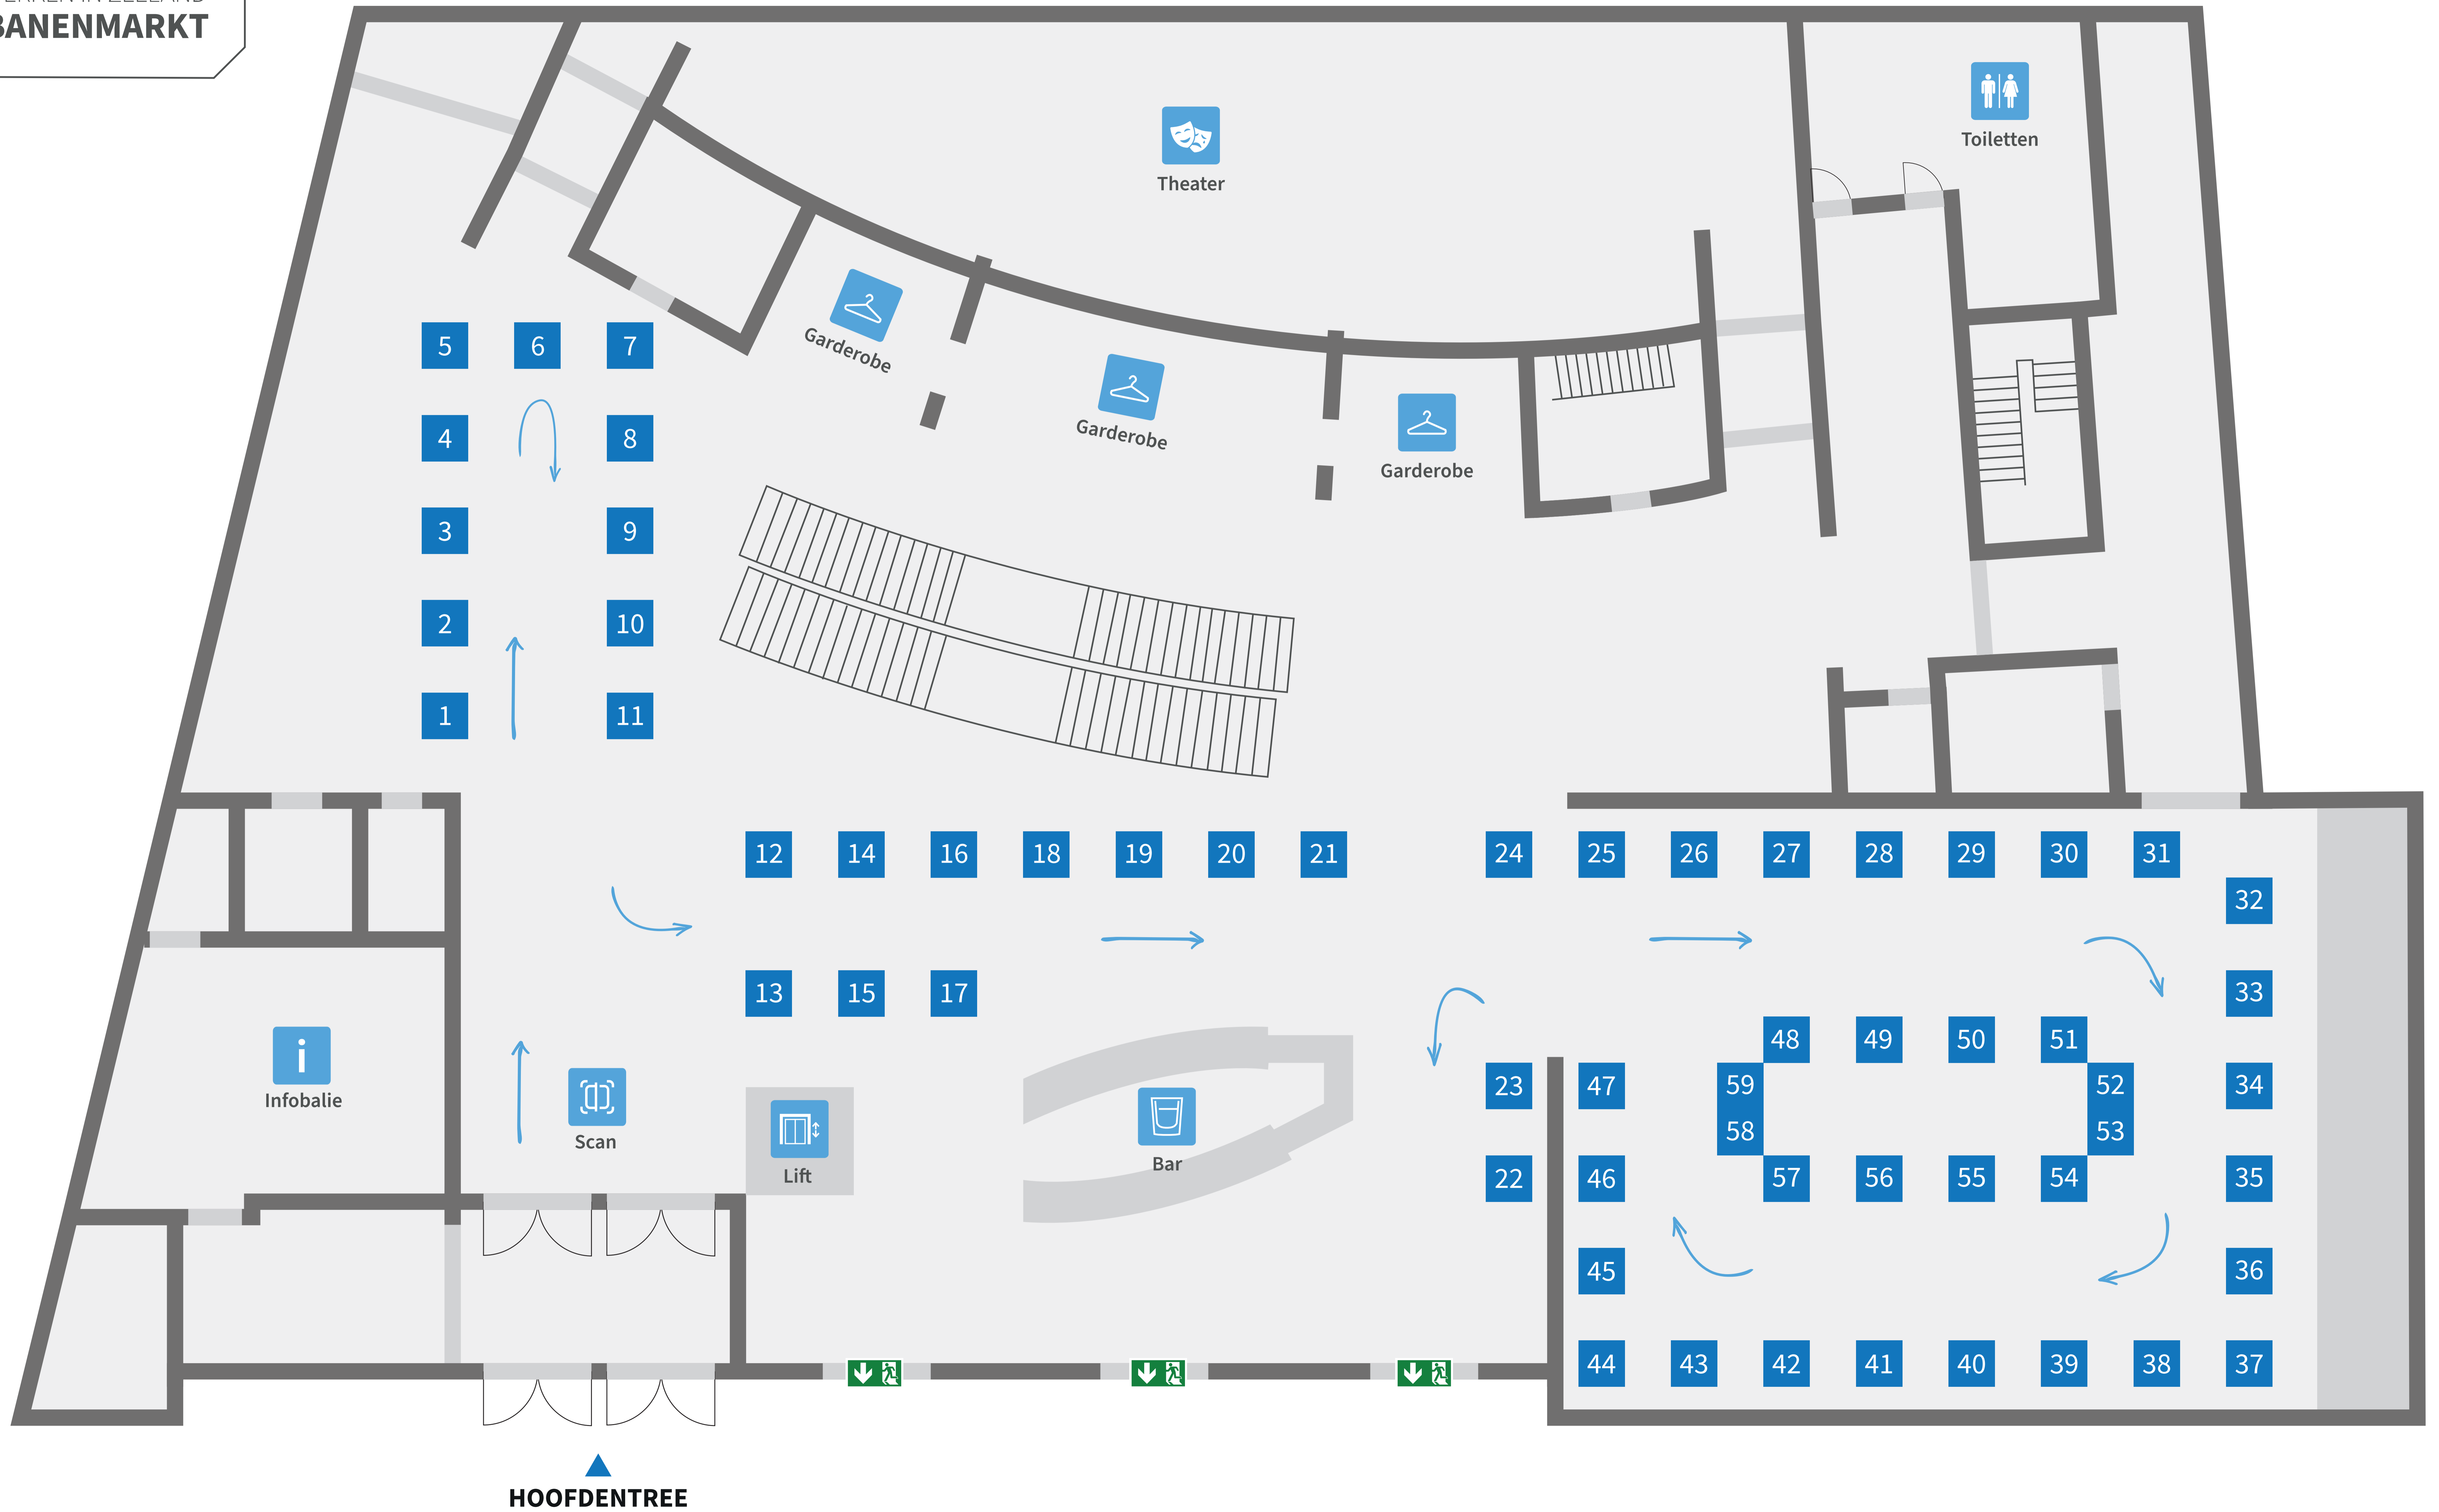 BANENMARKT
Toiletten
Theater
Garderobe
Garderobe
Garderobe
5 6 7
4 8
3 9
2 10
1 11
12 14 16 18 19 20 21 24 25 26 27 28 29 30 31
32
13 15 17 33
48 49 50 51
23 47 59 52 34
58 53
22 46 57 56 55 54 35
45 36
44 43 42 41 40 39 38 37
Infobalie
Scan
Lift
Bar
HOOFDENTREE